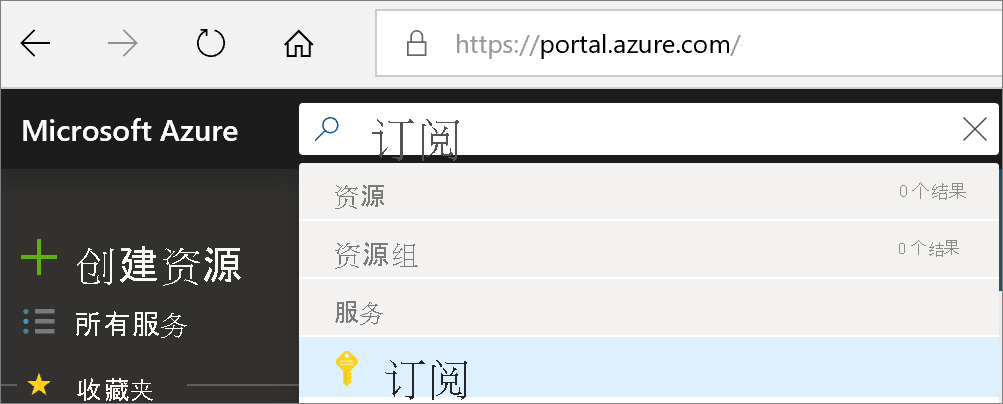 https://portal.azure.com/
Microsoft Azure
订阅
资源 0 个结果
创建资源
资源组 0 个结果
所有服务
服务
收藏夹
订阅